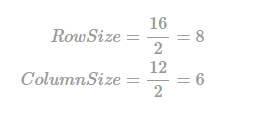 RowSize = 16/2 = 8
ColumnSize = 12/2 = 6